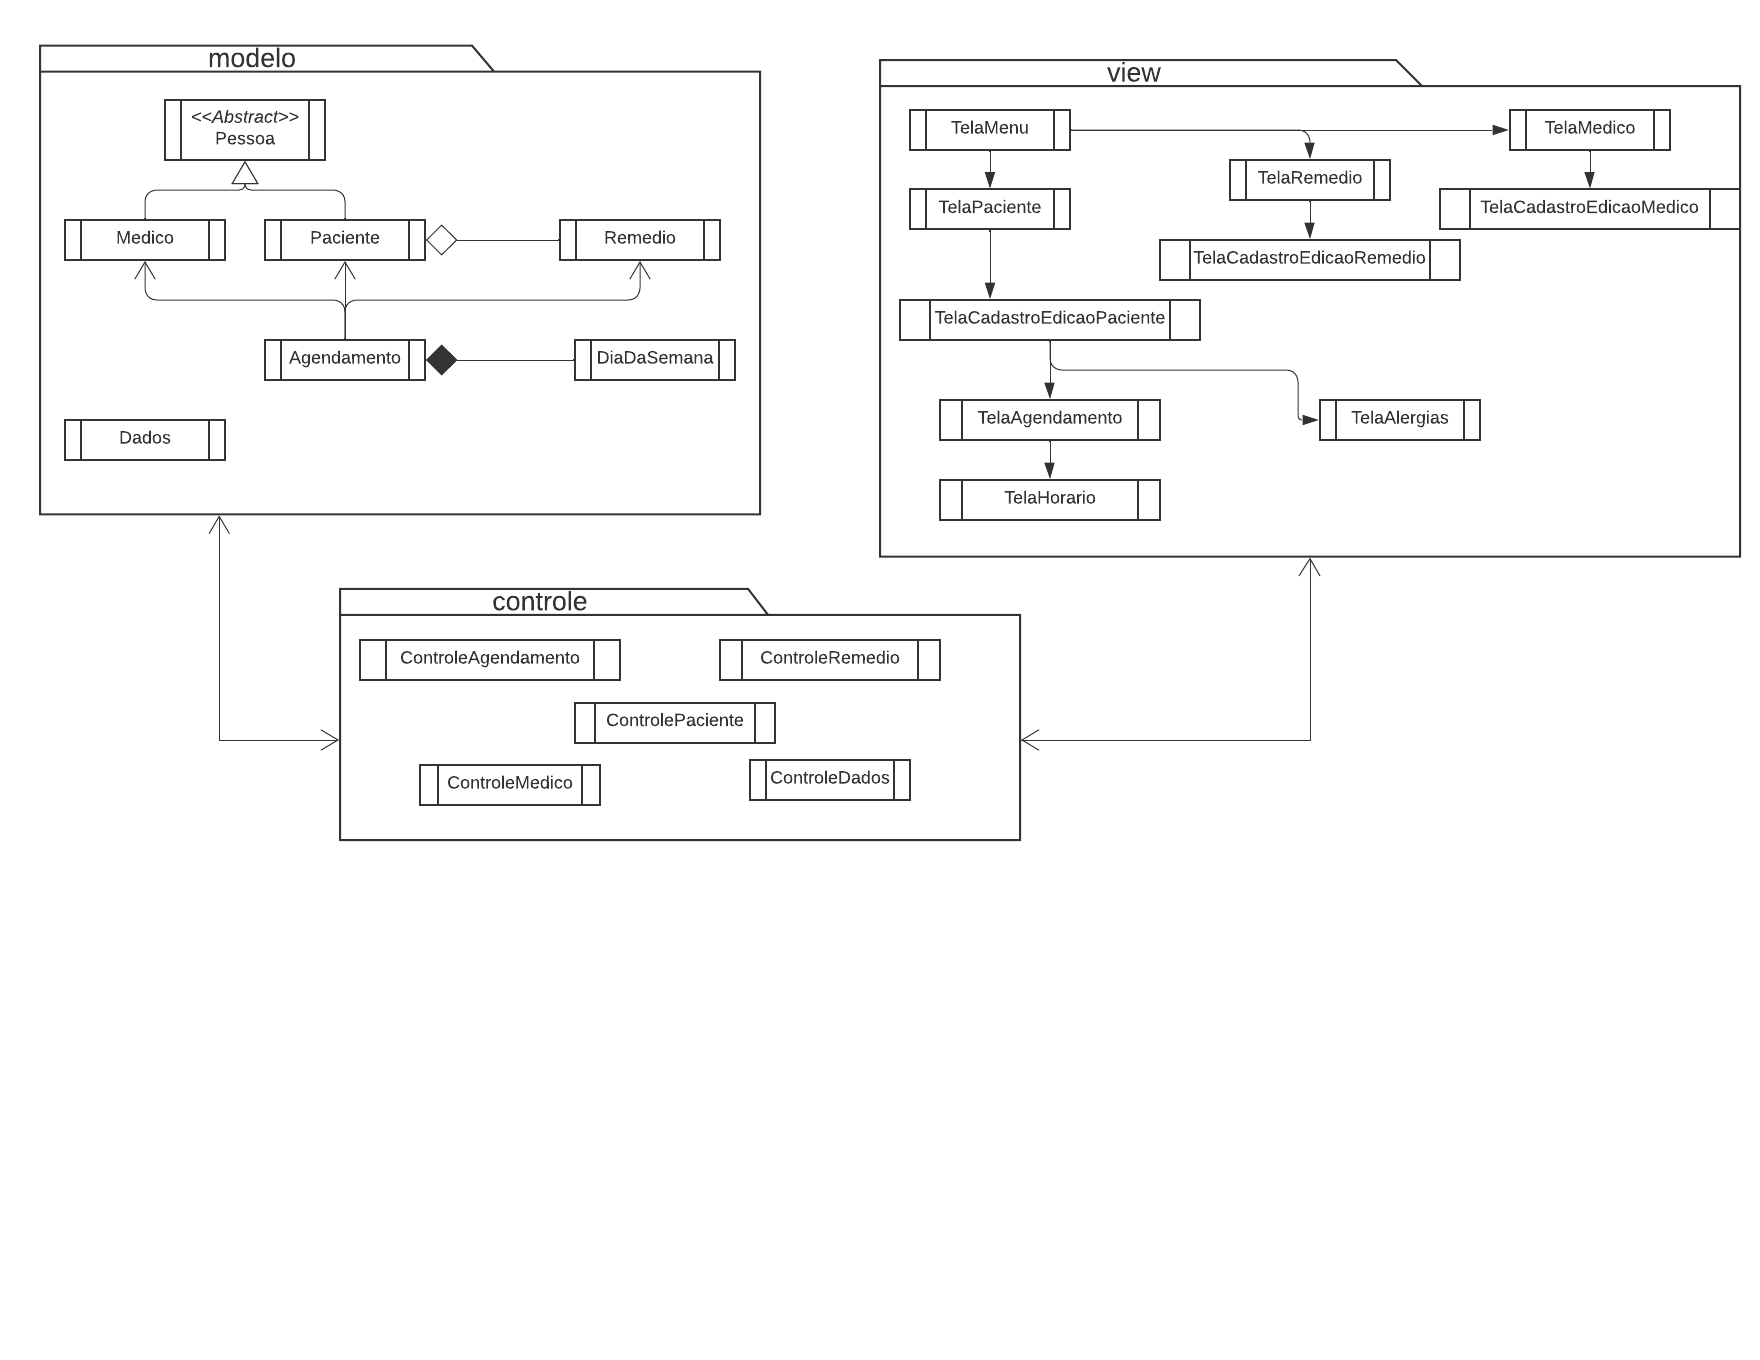 modelo
<<Abstract>>
Pessoa
Medico
Paciente
Remedio
Agendamento
DiaDaSemana
Dados
view
TelaMenu
TelaMedico
TelaRemedio
TelaPaciente
TelaCadastroEdicaoMedico
TelaCadastroEdicaoRemedio
TelaCadastroEdicaoPaciente
TelaAgendamento
TelaAlergias
TelaHorario
controle
ControleAgendamento
ControleRemedio
ControlePaciente
ControleMedico
ControleDados